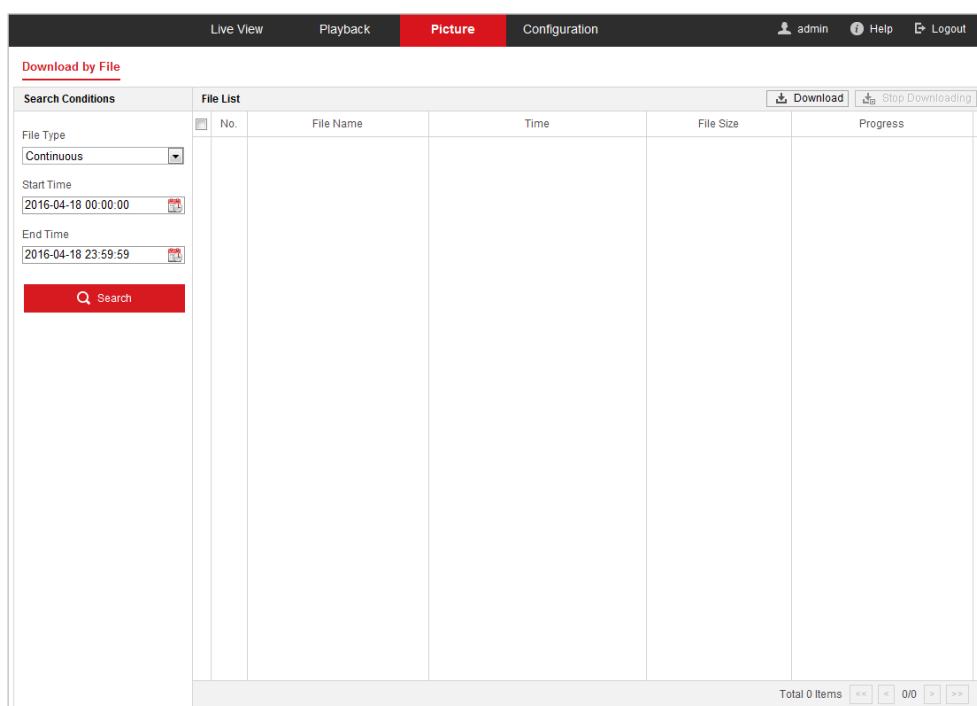 Live View Playback Picture Configuration admin Help Logout
Download by File
Search Conditions File List Download Stop Downloading
No. File Name Time File Size Progress
File Type
Continuous
Start Time
2016-04-18 00:00:00
End Time
2016-04-18 23:59:59
Search
Total 0 Items << < 0/0 > >>